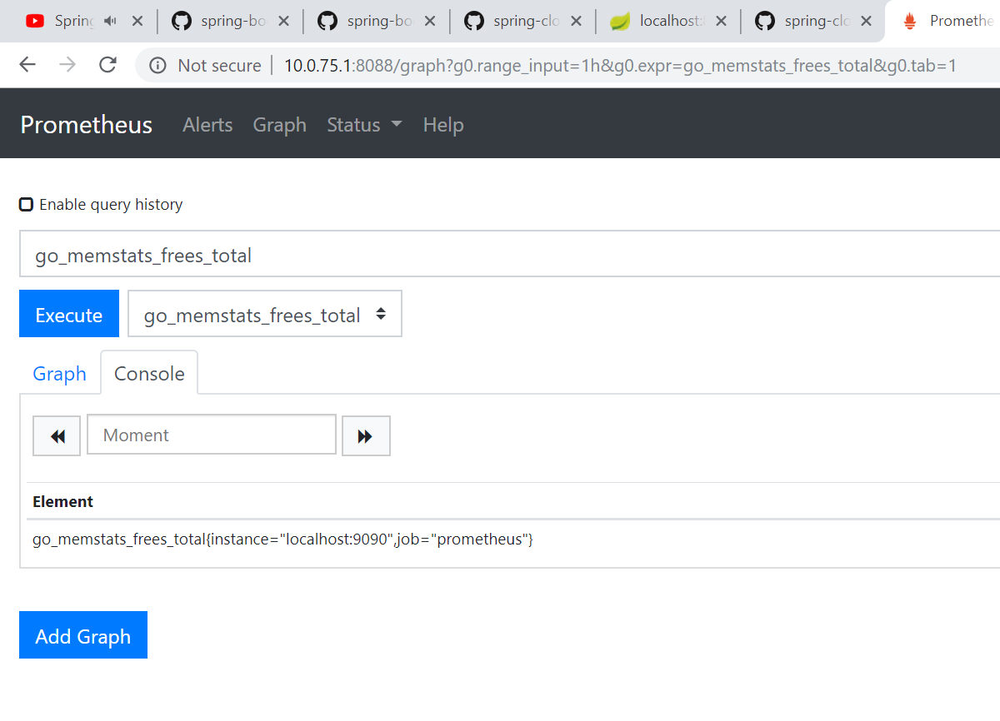 Spring spring-bo spring-bo spring-clo localhost: spring-clo Promethe
Not secure 10.0.75.1:8088/graph?g0.range_input=1h&g0.expr=go_memstats_frees_total&g0.tab=1
Prometheus Alerts Graph Status Help
Enable query history
go_memstats_frees_total
Execute go_memstats_frees_total
Graph Console
Moment
Element
go_memstats_frees_total{instance="localhost:9090",job="prometheus"}
Add Graph